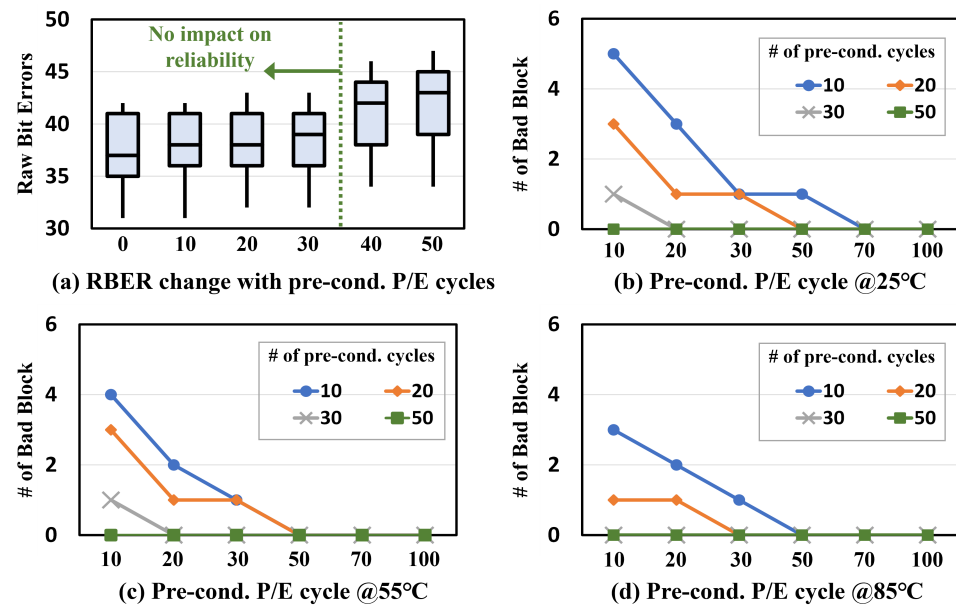 50
45
40
35
30
Raw Bit Errors
No impact on
reliability
0 10 20 30 40 50
(a) RBER change with pre-cond. P/E cycles
6
4
2
0
# of Bad Block
# of pre-cond. cycles
10 20
30 50
10 20 30 50 70 100
(b) Pre-cond. P/E cycle @25°C
6
4
2
0
# of Bad Block
# of pre-cond. cycles
10 20
30 50
10 20 30 50 70 100
(c) Pre-cond. P/E cycle @55°C
6
4
2
0
# of Bad Block
# of pre-cond. cycles
10 20
30 50
10 20 30 50 70 100
(d) Pre-cond. P/E cycle @85°C